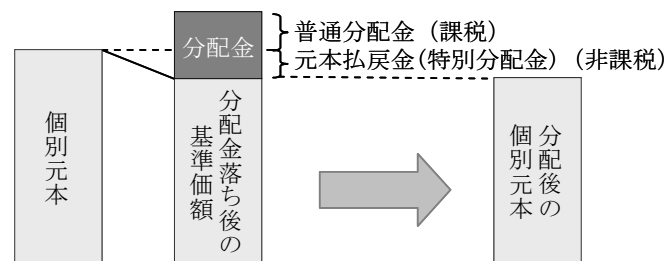 普通分配金（課税）
分配金
元本払戻金(特別分配金)（非課税）
個別元本
分配金落ち後の
基準価額
分配後の
個別元本